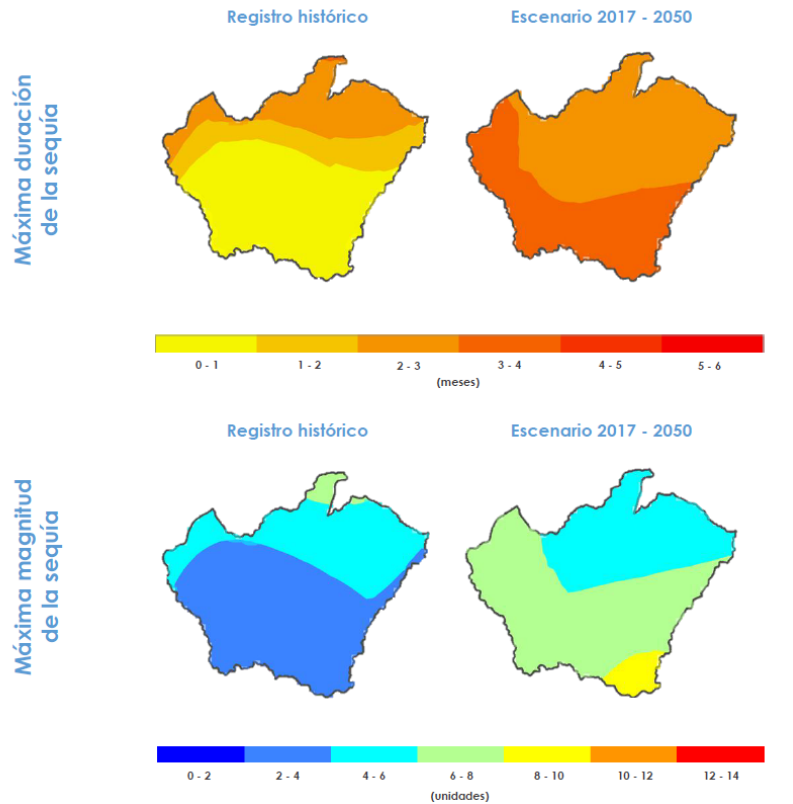 Registro histórico
Escenario 2017 - 2050
Máxima duración
de la sequía
0 - 1
1 - 2
2 - 3
3 - 4
4 - 5
5 - 6
(meses)
Registro histórico
Escenario 2017 - 2050
Máxima magnitud
de la sequía
0 - 2
2 - 4
4 - 6
6 - 8
8 - 10
10 - 12
12 - 14
(unidades)